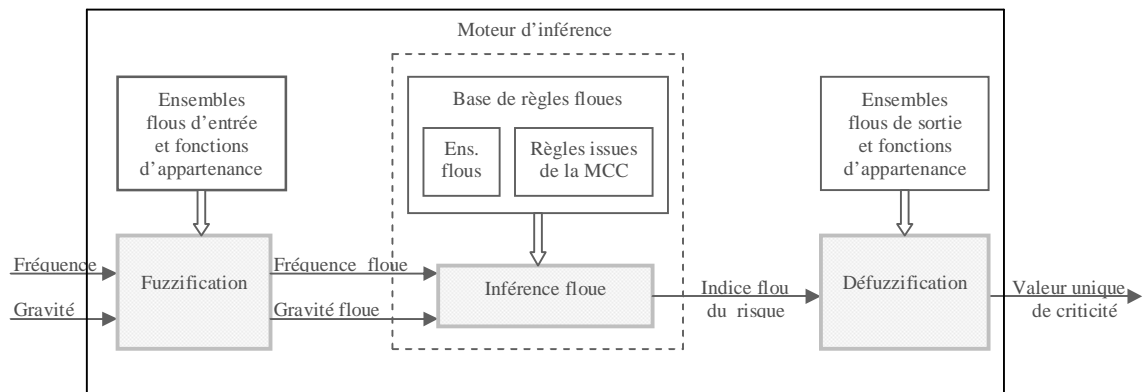 Moteur d'inférence
Ensembles
flous d'entrée
et fonctions
d'appartenance
Base de règles floues
Ens.
flous
Règles issues
de la MCC
Ensembles
flous de sortie
et fonctions
d'appartenance
Fréquence
Gravité
Fuzzification
Fréquence floue
Gravité floue
Inférence floue
Indice flou
du risque
Défuzzification
Valeur unique
de criticité